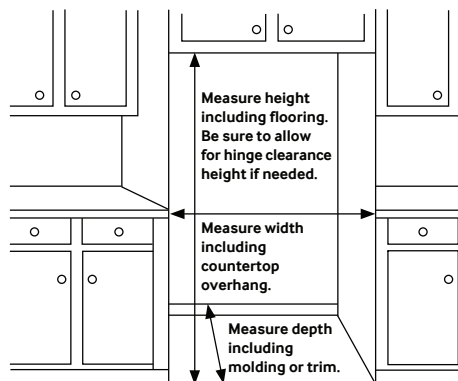 Measure height
including flooring.
Be sure to allow
for hinge clearance
height if needed.
Measure width
including
countertop
overhang.
Measure depth
including
molding or trim.